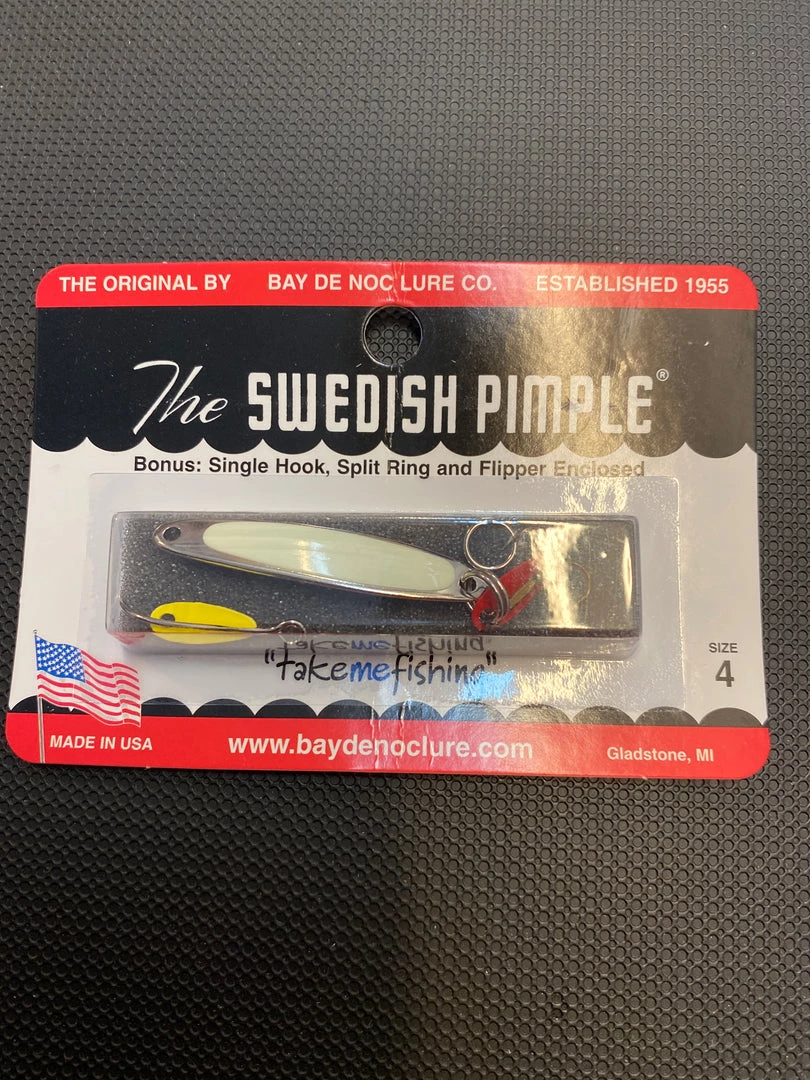 THE ORIGINAL BY BAY DE NOC LURE CO. ESTABLISHED 1955
The SWEDISH PIMPLE®
Bonus: Single Hook, Split Ring and Flipper Enclosed
"takemefishing"
SIZE
4
MADE IN USA www.baydenoclure.com Gladstone, MI